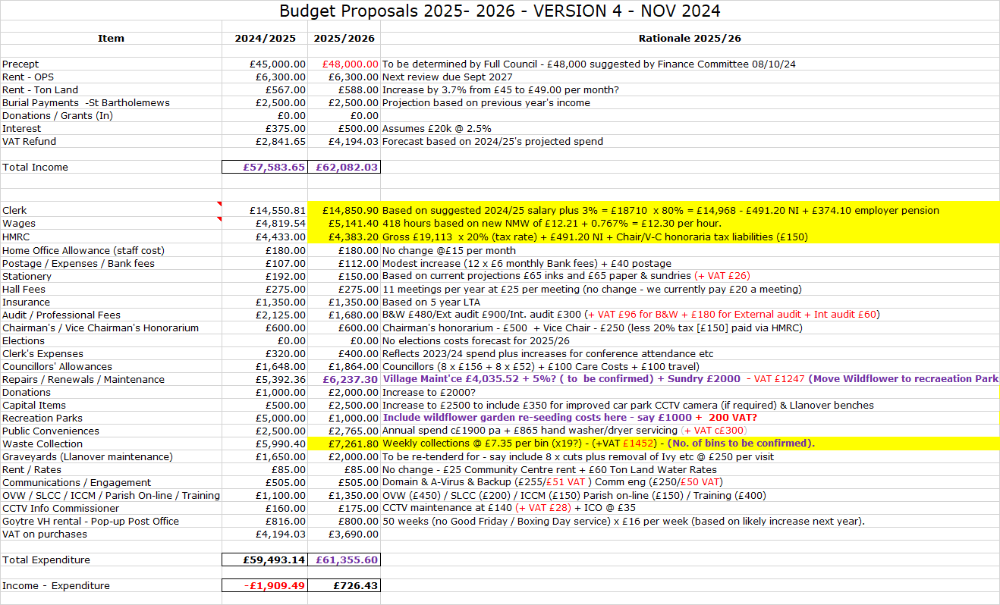 Budget Proposals 2025- 2026 - VERSION 4 - NOV 2024
Item 2024/2025 2025/2026 Rationale 2025/26
Precept £45,000.00 £48,000.00 To be determined by Full Council - £48,000 suggested by Finance Committee 08/10/24
Rent - OPS £6,300.00 £6,300.00 Next review due Sept 2027
Rent - Ton Land £567.00 £588.00 Increase by 3.7% from £45 to £49.00 per month?
Burial Payments -St Bartholemews £2,500.00 £2,500.00 Projection based on previous year's income
Donations / Grants (In) £0.00 £0.00
Interest £375.00 £500.00 Assumes £20k @ 2.5%
VAT Refund £2,841.65 £4,194.03 Forecast based on 2024/25's projected spend
Total Income £57,583.65 £62,082.03
Clerk £14,550.81 £14,850.90 Based on suggested 2024/25 salary plus 3% = £18710 x 80% = £14,968 - £491.20 NI + £374.10 employer pension
Wages £4,819.54 £5,141.40 418 hours based on new NMW of £12.21 + 0.767% = £12.30 per hour.
HMRC £4,433.00 £4,383.20 Gross £19,113 x 20% (tax rate) + £491.20 NI + Chair/V-C honoraria tax liabilities (£150)
Home Office Allowance (staff cost) £180.00 £180.00 No change @£15 per month
Postage / Expenses / Bank fees £107.00 £112.00 Modest increase (12 x £6 monthly Bank fees) + £40 postage
Stationery £192.00 £150.00 Based on current projections £65 inks and £65 paper & sundries (+ VAT £26)
Hall Fees £275.00 £275.00 11 meetings per year at £25 per meeting (no change - we currently pay £20 a meeting)
Insurance £1,350.00 £1,350.00 Based on 5 year LTA
Audit / Professional Fees £2,125.00 £1,680.00 B&W £480/Ext audit £900/Int. audit £300 (+ VAT £96 for B&W + £180 for External audit + Int audit £60)
Chairman's / Vice Chairman's Honorarium £600.00 £600.00 Chairman's honorarium - £500 + Vice Chair - £250 (less 20% tax [£150] paid via HMRC)
Elections £0.00 £0.00 No elections costs forecast for 2025/26
Clerk's Expenses £320.00 £400.00 Reflects 2023/24 spend plus increases for conference attendance etc
Councillors' Allowances £1,648.00 £1,864.00 Councillors (8 x £156 + 8 x £52) + £100 Care Costs + £100 travel)
Repairs / Renewals / Maintenance £5,392.36 £6,237.30 Village Maint'ce £4,035.52 + 5%? ( to be confirmed) + Sundry £2000 - VAT £1247 (Move Wildflower to recraeation Park
Donations £1,000.00 £2,000.00 Increase to £2000?
Capital Items £500.00 £2,500.00 Increase to £2500 to include £350 for improved car park CCTV camera (if required) & Llanover benches
Recreation Parks £5,000.00 £1,000.00 Include wildflower garden re-seeding costs here - say £1000 + 200 VAT?
Public Conveniences £2,500.00 £2,765.00 Annual spend c£1900 pa + £865 hand washer/dryer servicing (+ VAT c£300)
Waste Collection £5,990.40 £7,261.80 Weekly collections @ £7.35 per bin (x19?) - (+VAT £1452) - (No. of bins to be confirmed).
Graveyards (Llanover maintenance) £1,650.00 £2,000.00 To be re-tenderd for - say include 8 x cuts plus removal of Ivy etc @ £250 per visit
Rent / Rates £85.00 £85.00 No change - £25 Community Centre rent + £60 Ton Land Water Rates
Communications / Engagement £505.00 £505.00 Domain & A-Virus & Backup (£255/£51 VAT ) Comm eng (£250/£50 VAT)
OVW / SLCC / ICCM / Parish On-line / Training £1,100.00 £1,350.00 OVW (£450) / SLCC (£200) / ICCM (£150) Parish on-line (£150) / Training (£400)
CCTV Info Commissioner £160.00 £175.00 CCTV maintenance at £140 (+ VAT £28) + ICO @ £35
Goytre VH rental - Pop-up Post Office £816.00 £800.00 50 weeks (no Good Friday / Boxing Day service) x £16 per week (based on likely increase next year).
VAT on purchases £4,194.03 £3,690.00
Total Expenditure £59,493.14 £61,355.60
Income - Expenditure -£1,909.49 £726.43